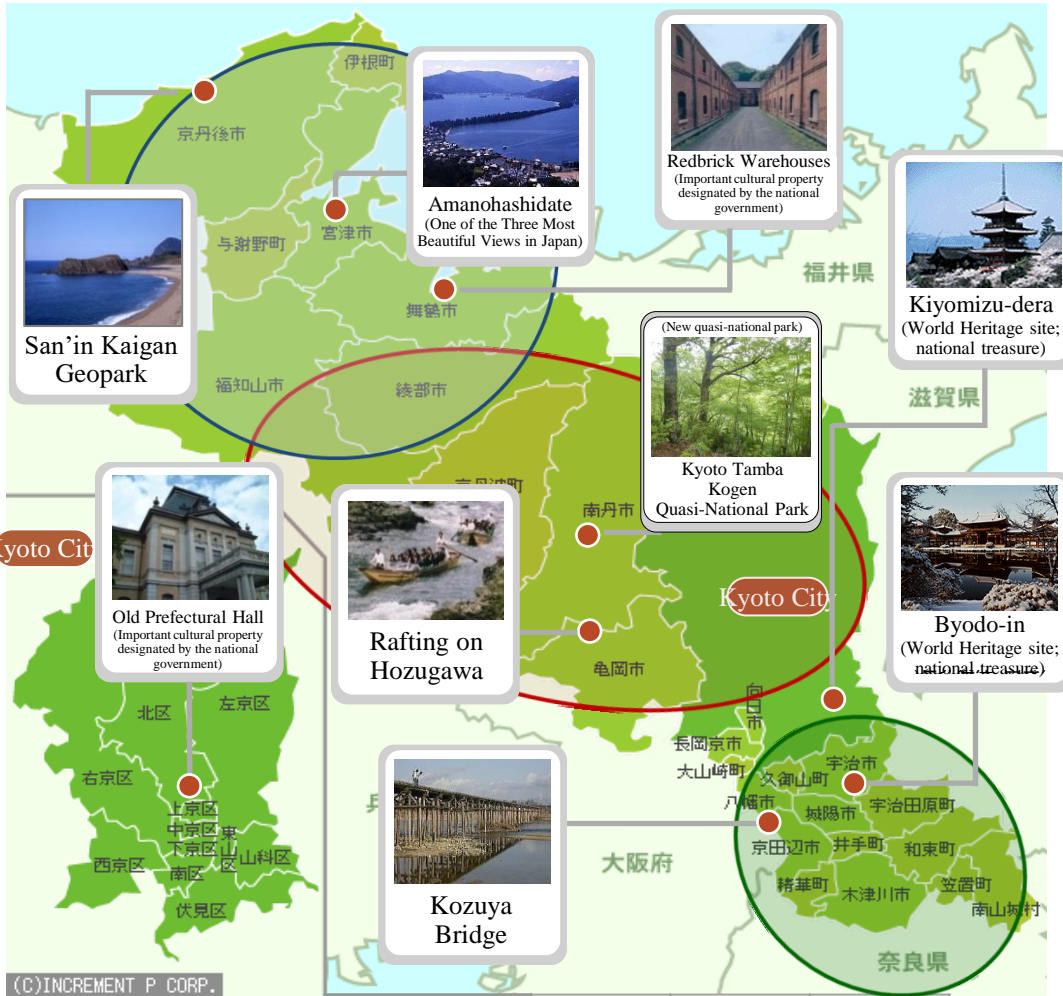 伊根町
京丹後市
Amanohashidate
(One of the Three Most
Beautiful Views in Japan)
Redbrick Warehouses
(Important cultural property
designated by the national
government)
与謝野町
宮津市
San'in Kaigan
Geopark
舞鶴市
福井県
Kiyomizu-dera
(World Heritage site;
national treasure)
(New quasi-national park)
Kyoto Tamba
Kogen
Quasi-National Park
福知山市
綾部市
滋賀県
京丹波町
南丹市
Kyoto City
Old Prefectural Hall
(Important cultural property
designated by the national
government)
Rafting on
Hozugawa
Kyoto City
Byodo-in
(World Heritage site;
national treasure)
亀岡市
向日市
長岡京市
大山崎町
北区
左京区
右京区
上京区
中京区
下京区
東山区
山科区
西京区
南区
伏見区
久御山町
宇治市
八幡市
城陽市
宇治田原町
京田辺市
井手町
和束町
精華町
木津川市
笠置町
南山城村
兵
大阪府
奈良県
Kozuya
Bridge
(C)INCREMENT P CORP.